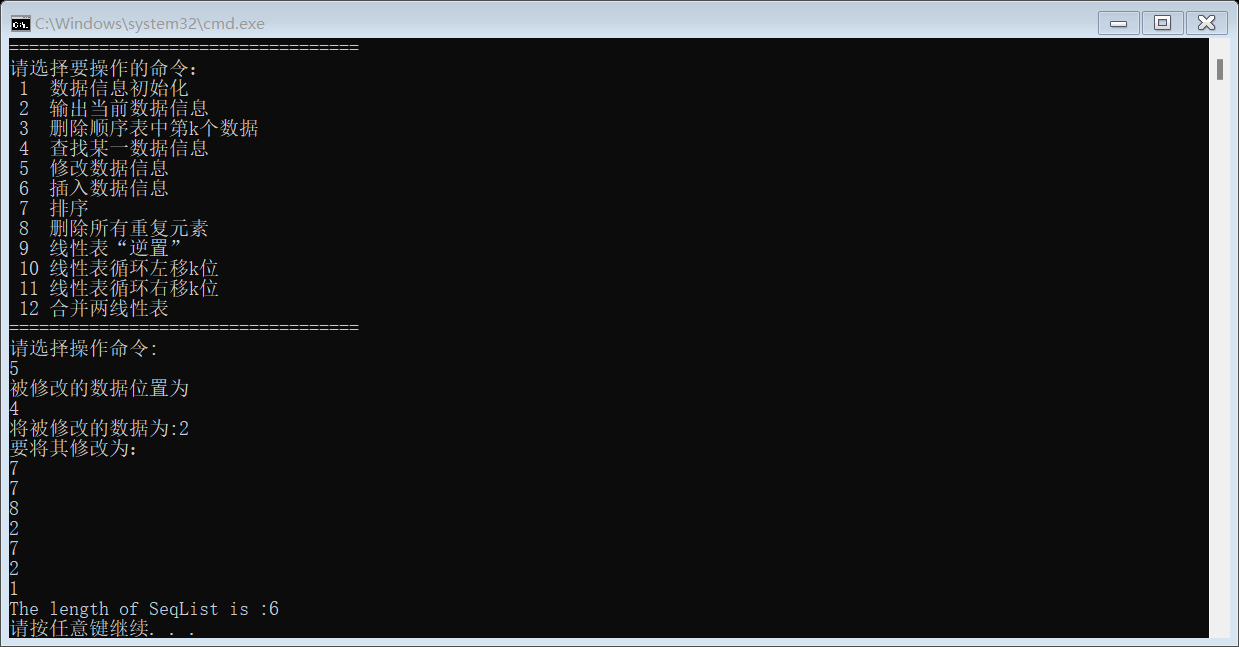 C:\Windows\system32\cmd.exe
===================================
请选择要操作的命令:
1 数据信息初始化
2 输出当前数据信息
3 删除顺序表中第k个数据
4 查找某一数据信息
5 修改数据信息
6 插入数据信息
7 排序
8 删除所有重复元素
9 线性表“逆置”
10 线性表循环左移k位
11 线性表循环右移k位
12 合并两线性表
===================================
请选择操作命令:
5
被修改的数据位置为
4
将被修改的数据为:2
要将其修改为:
7
7
8
2
7
2
1
The length of SeqList is :6
请按任意键继续. . .